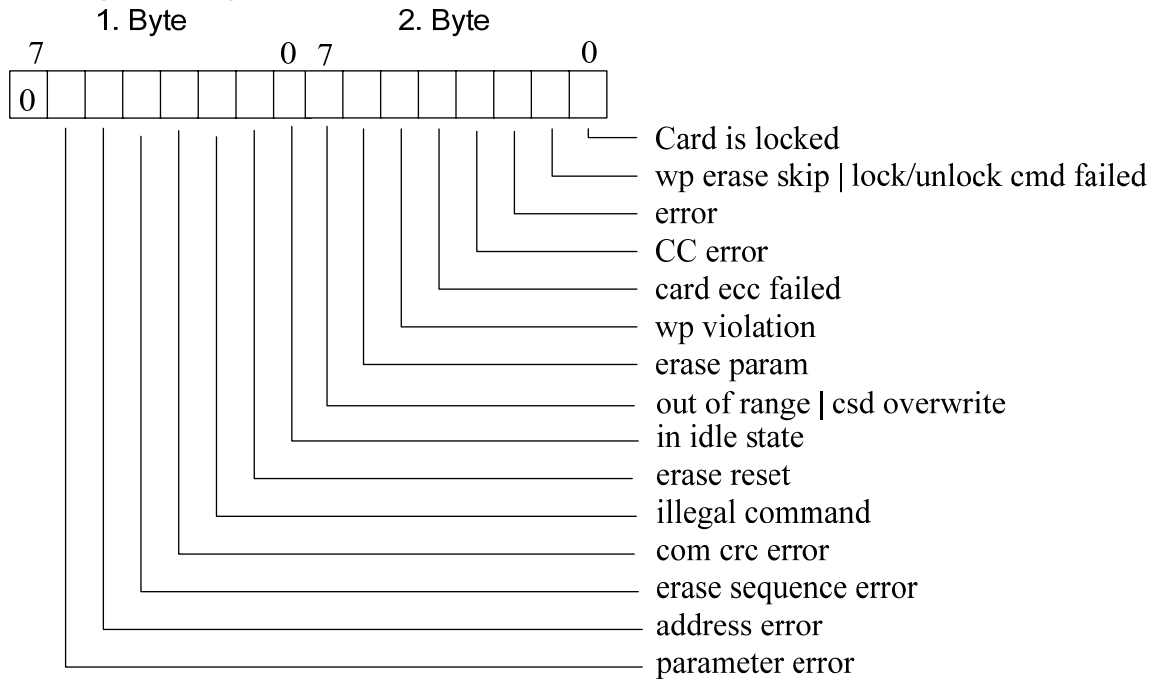 1. Byte 2. Byte
7 0 7 0
0
Card is locked
wp erase skip | lock/unlock cmd failed
error
CC error
card ecc failed
wp violation
erase param
out of range | csd overwrite
in idle state
erase reset
illegal command
com crc error
erase sequence error
address error
parameter error